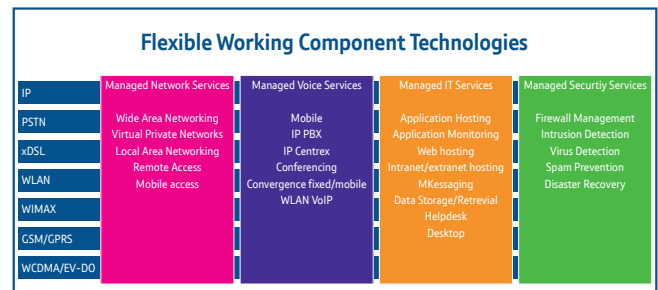 Flexible Working Component Technologies
IP
PSTN
xDSL
WLAN
WIMAX
GSM/GPRS
WCDMA/EV-DO
Managed Network Services
Wide Area Networking
Virtual Private Networks
Local Area Networking
Remote Access
Mobile access
Managed Voice Services
Mobile
IP PBX
IP Centrex
Conferencing
Convergence fixed/mobile
WLAN VoIP
Managed IT Services
Application Hosting
Application Monitoring
Web hosting
Intranet/extranet hosting
MKessaging
Data Storage/Retrevial
Helpdesk
Desktop
Managed Securtiy Services
Firewall Management
Intrusion Detection
Virus Detection
Spam Prevention
Disaster Recovery